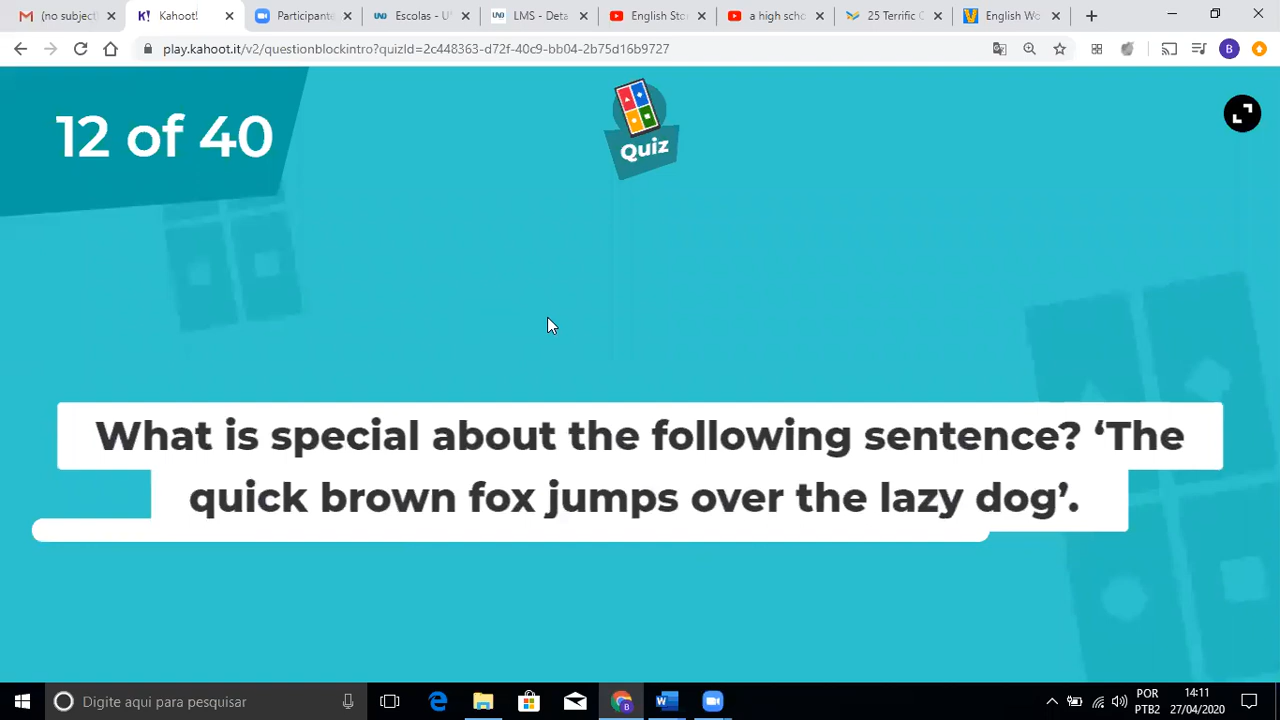 (no subject
Kahoot!
Participante
Escolas - U
LMS - Deta
English Sto
a high scho
25 Terrific C
English Wo
play.kahoot.it/v2/questionblockintro?quizId=2c448363-d72f-40c9-bb04-2b75d16b9727
B
12 of 40
Quiz
What is special about the following sentence? ‘The
quick brown fox jumps over the lazy dog’.
Digite aqui para pesquisar
POR
PTB2
14:11
27/04/2020